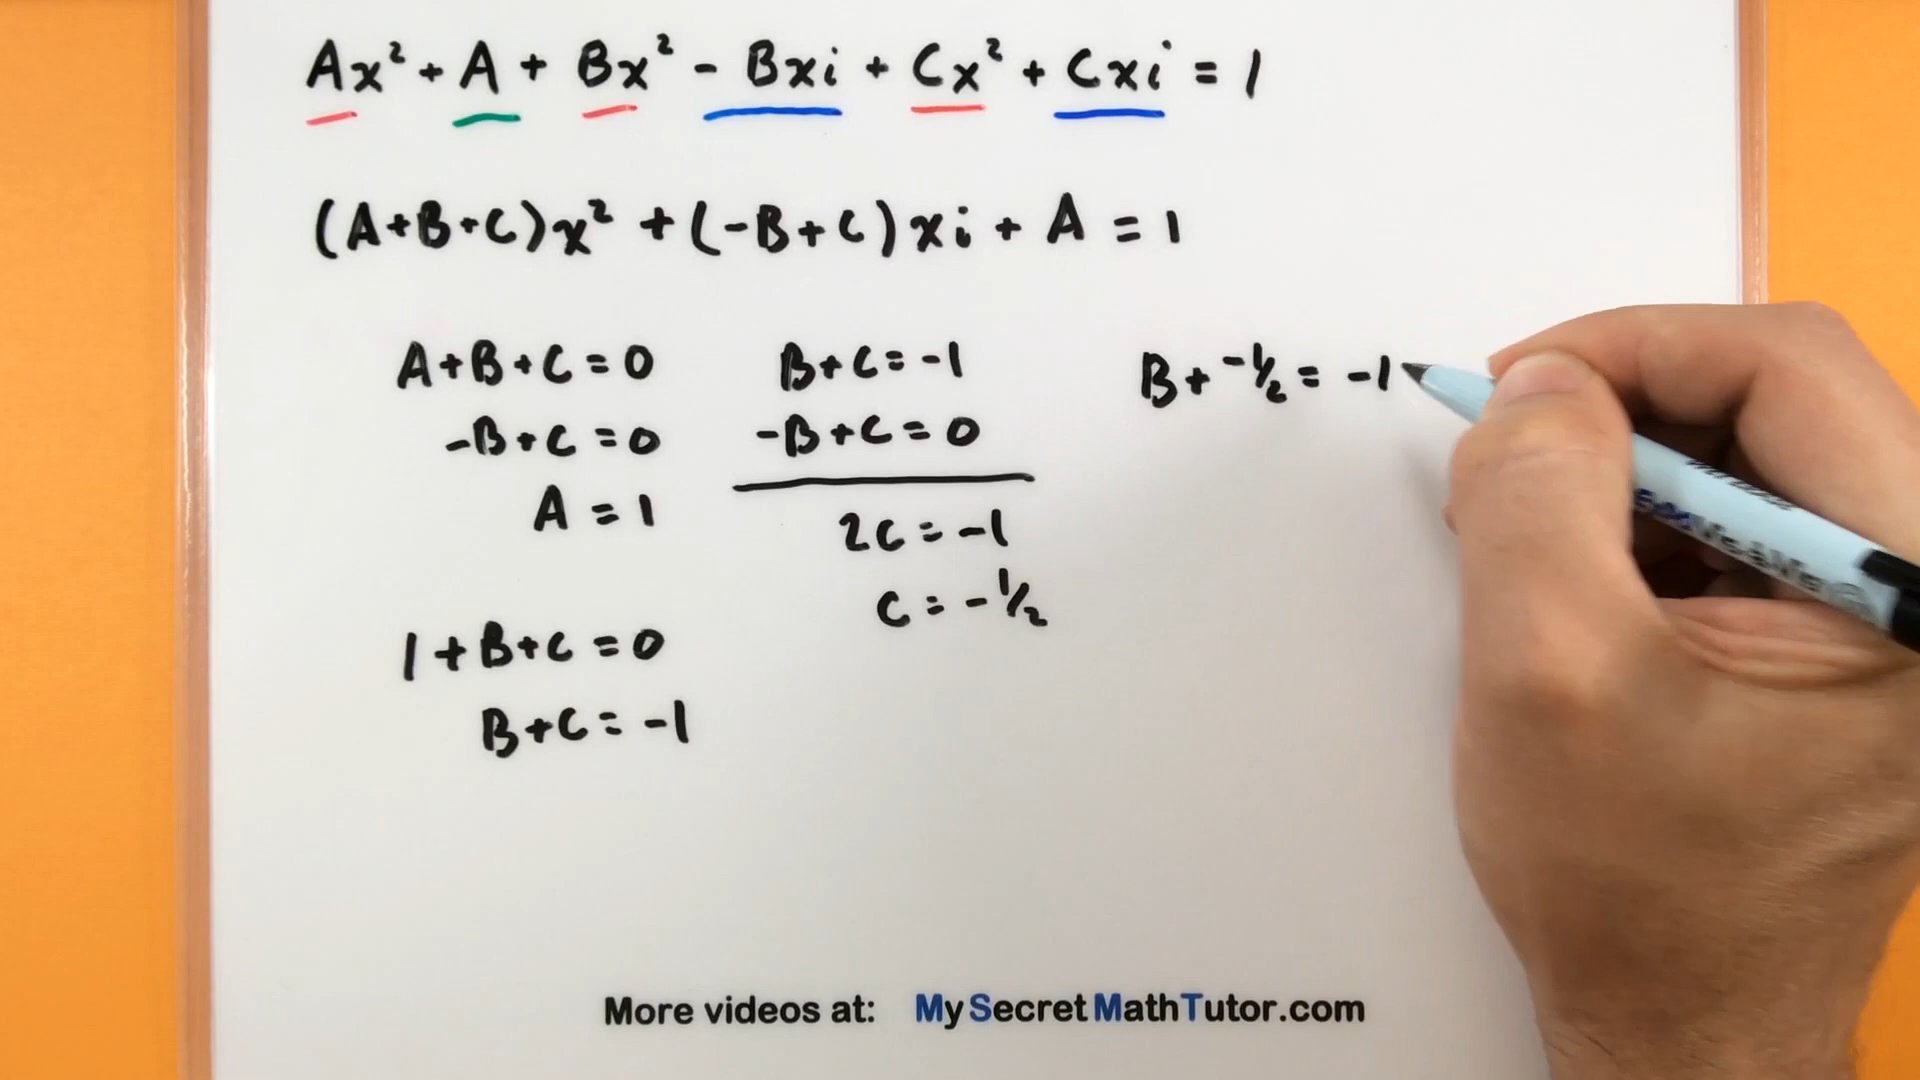 Ax² + A + Bx² - Bxi + Cx² + Cxi = 1
(A+B+C)x² + (-B+C)xi + A = 1
A+B+C=0
-B+C=0
A=1
1+B+C=0
B+C=-1
B+C=-1
-B+C=0
2C=-1
C=-½
B+-½=-1
More videos at: MySecretMathTutor.com